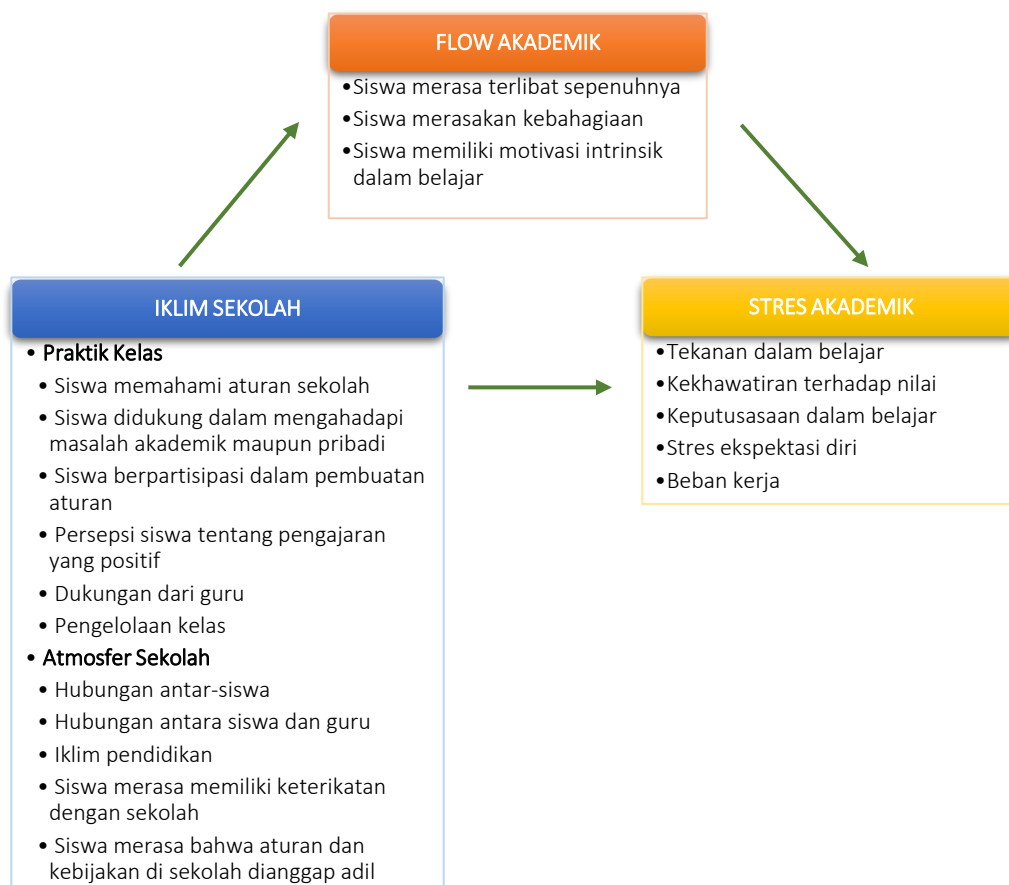 FLOW AKADEMIK
•Siswa merasa terlibat sepenuhnya
•Siswa merasakan kebahagiaan
•Siswa memiliki motivasi intrinsik
dalam belajar
IKLIM SEKOLAH
• Praktik Kelas
• Siswa memahami aturan sekolah
• Siswa didukung dalam mengahadapi
masalah akademik maupun pribadi
• Siswa berpartisipasi dalam pembuatan
aturan
• Persepsi siswa tentang pengajaran
yang positif
• Dukungan dari guru
• Pengelolaan kelas
• Atmosfer Sekolah
• Hubungan antar-siswa
• Hubungan antara siswa dan guru
• Iklim pendidikan
• Siswa merasa memiliki keterikatan
dengan sekolah
• Siswa merasa bahwa aturan dan
kebijakan di sekolah dianggap adil
STRES AKADEMIK
•Tekanan dalam belajar
•Kekhawatiran terhadap nilai
•Keputusasaan dalam belajar
•Stres ekspektasi diri
•Beban kerja